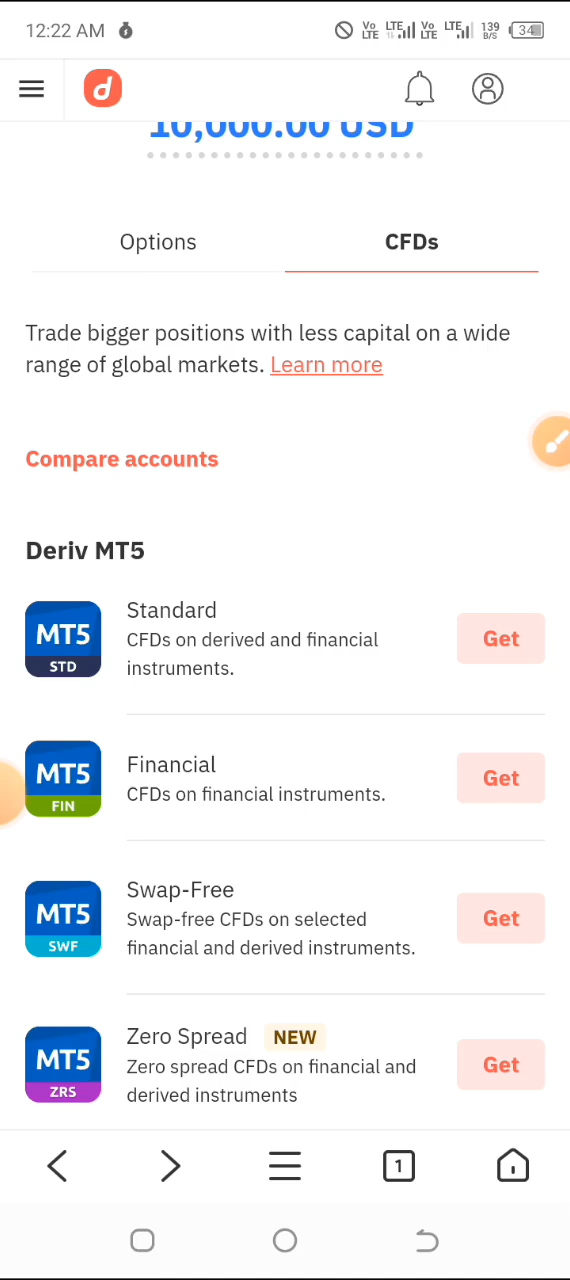 12:22 AM
Vo LTE LTE Vo LTE LTE 139 B/S 34
d
10,000.00 USD
Options
CFDs
Trade bigger positions with less capital on a wide
range of global markets. Learn more
Compare accounts
Deriv MT5
MT5
STD
Standard
CFDs on derived and financial
instruments.
Get
MT5
FIN
Financial
CFDs on financial instruments.
Get
MT5
SWF
Swap-Free
Swap-free CFDs on selected
financial and derived instruments.
Get
MT5
ZRS
Zero Spread NEW
Zero spread CFDs on financial and
derived instruments
Get
1